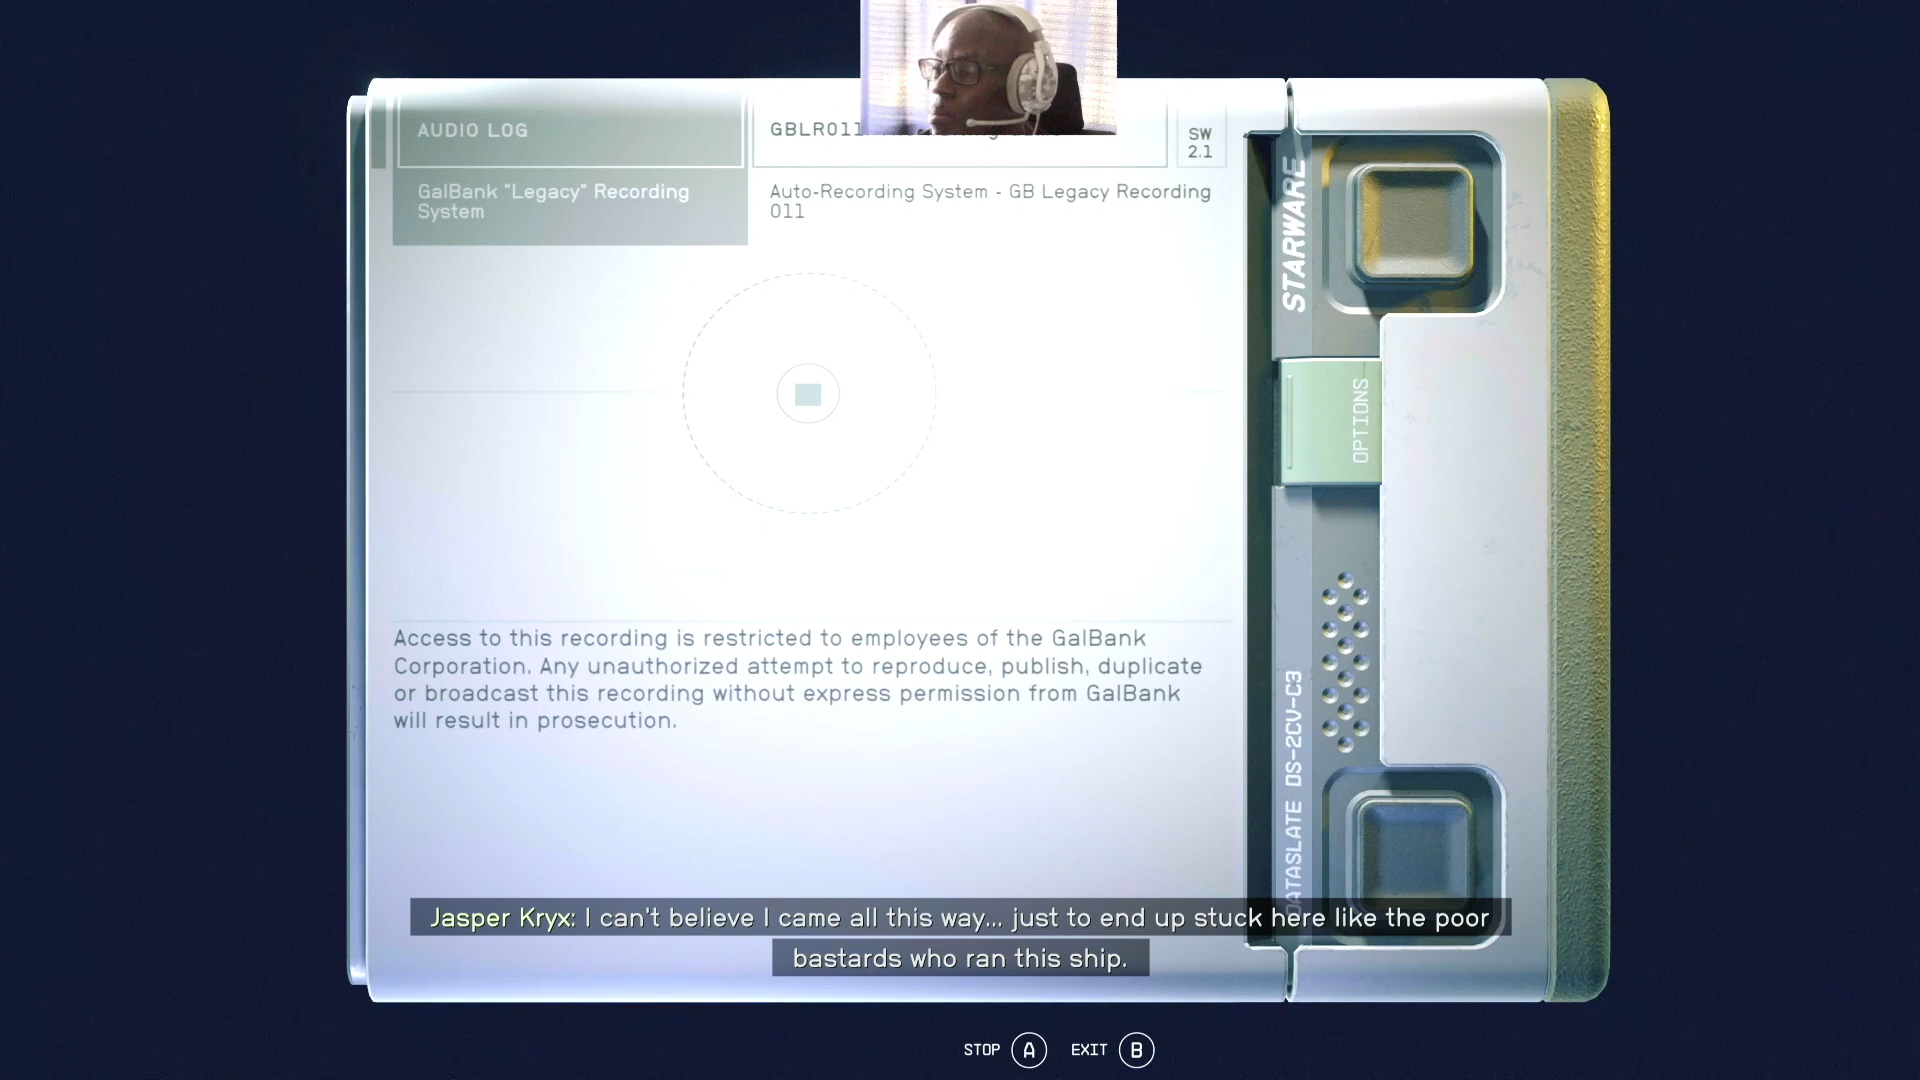 AUDIO LOG
GBLR011
SW
2.1
GalBank "Legacy" Recording
System
Auto-Recording System - GB Legacy Recording
011
STARWARE
OPTIONS
Access to this recording is restricted to employees of the GalBank
Corporation. Any unauthorized attempt to reproduce, publish, duplicate
or broadcast this recording without express permission from GalBank
will result in prosecution.
DATASLATE DS-2CV-C3
Jasper Kryx: I can't believe I came all this way... just to end up stuck here like the poor
bastards who ran this ship.
STOP A EXIT B